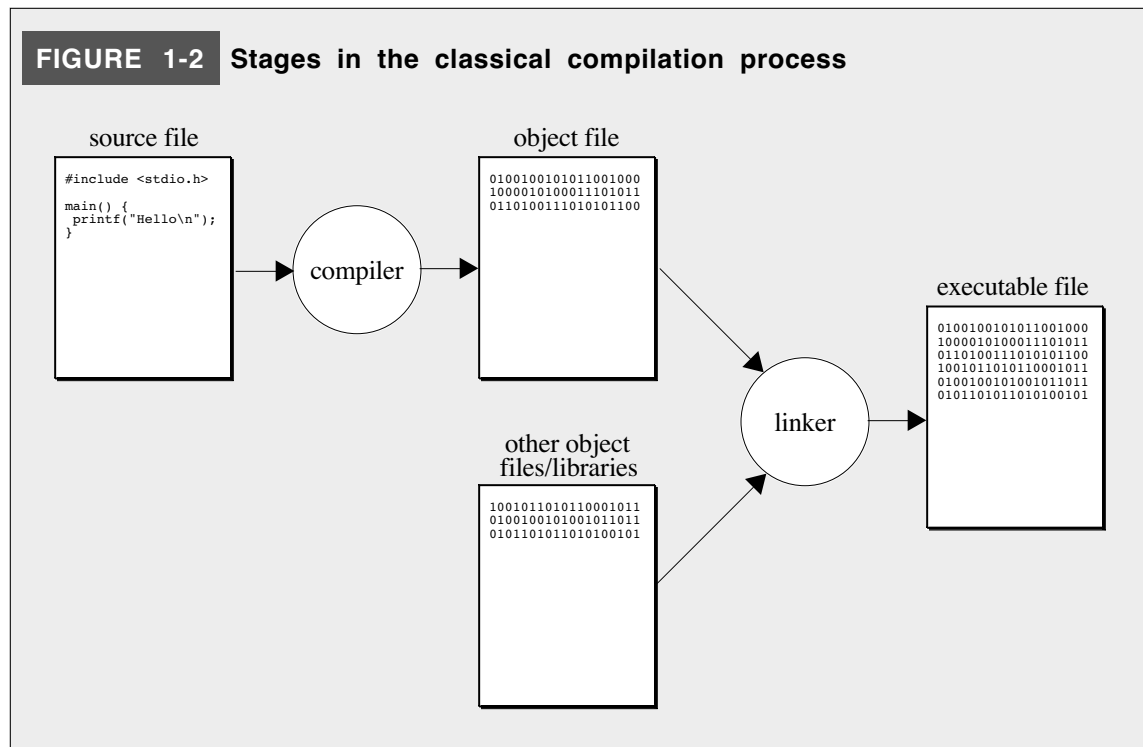 FIGURE 1-2 Stages in the classical compilation process
source file
#include <stdio.h>
main() {
printf("Hello\n");
}
compiler
object file
0100100101011001000
1000010100011101011
0110100111010101100
other object
files/libraries
1001011010110001011
0100100101001011011
0101101011010100101
linker
executable file
0100100101011001000
1000010100011101011
0110100111010101100
1001011010110001011
0100100101001011011
0101101011010100101